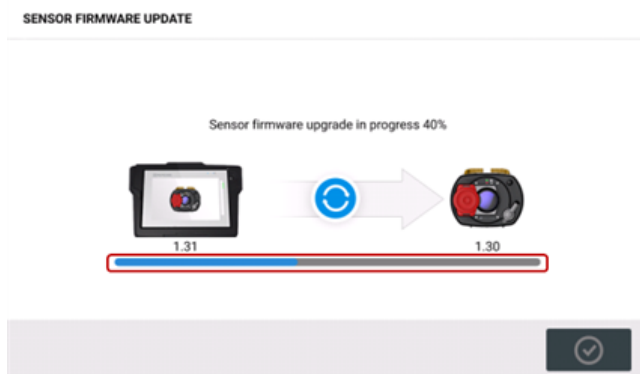 SENSOR FIRMWARE UPDATE
Sensor firmware upgrade in progress 40%
1.31
1.30